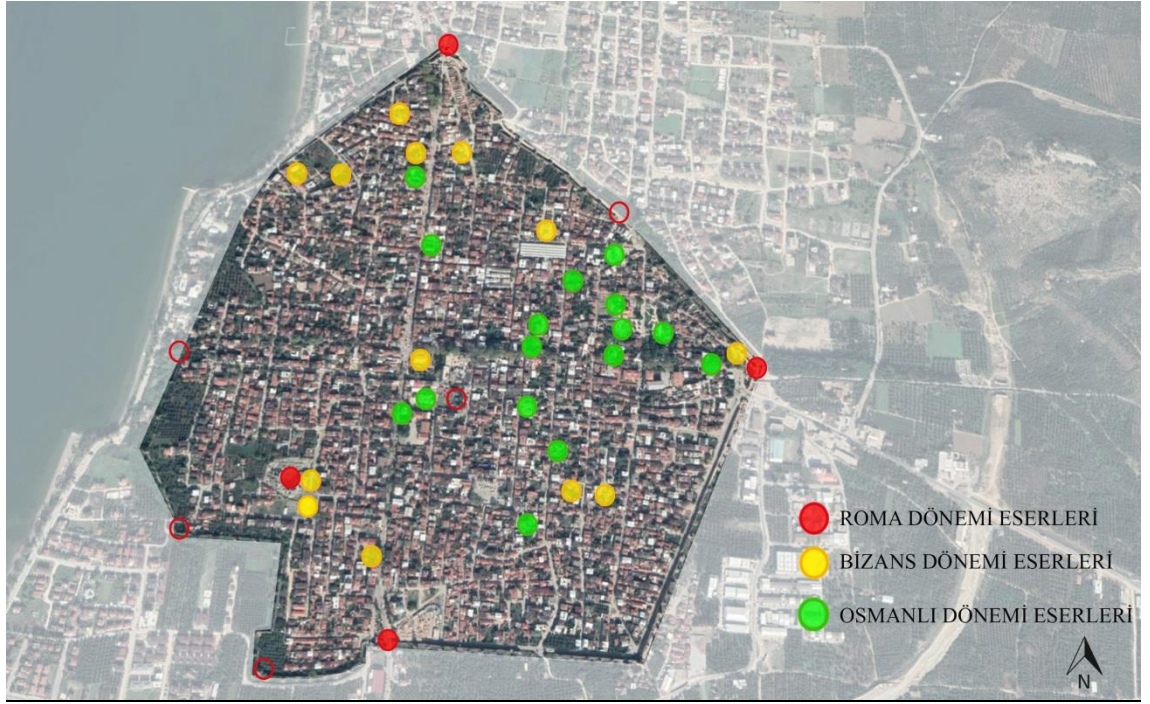 ROMA DÖNEMİ ESERLERİ
BİZANS DÖNEMİ ESERLERİ
OSMANLI DÖNEMİ ESERLERİ
N